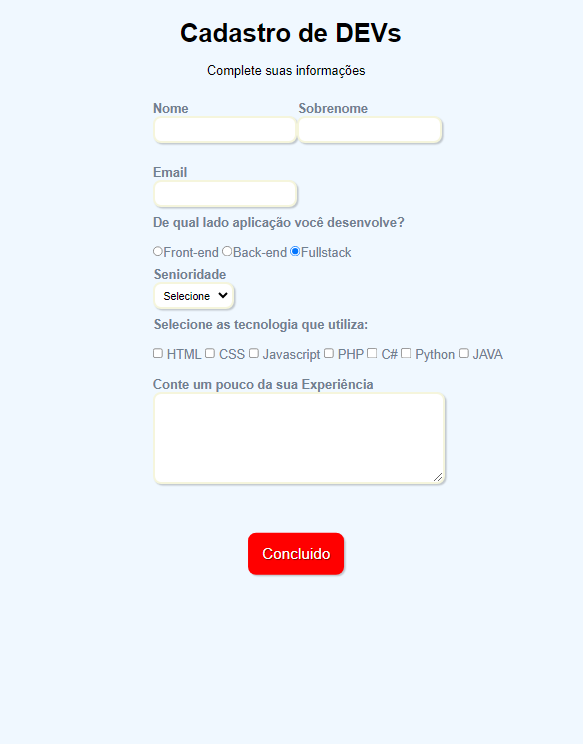 Cadastro de DEVs
Complete suas informações
Nome Sobrenome
Email
De qual lado aplicação você desenvolve?
Front-end Back-end Fullstack
Senioridade
Selecione
Selecione as tecnologia que utiliza:
HTML CSS Javascript PHP C# Python JAVA
Conte um pouco da sua Experiência
Concluido